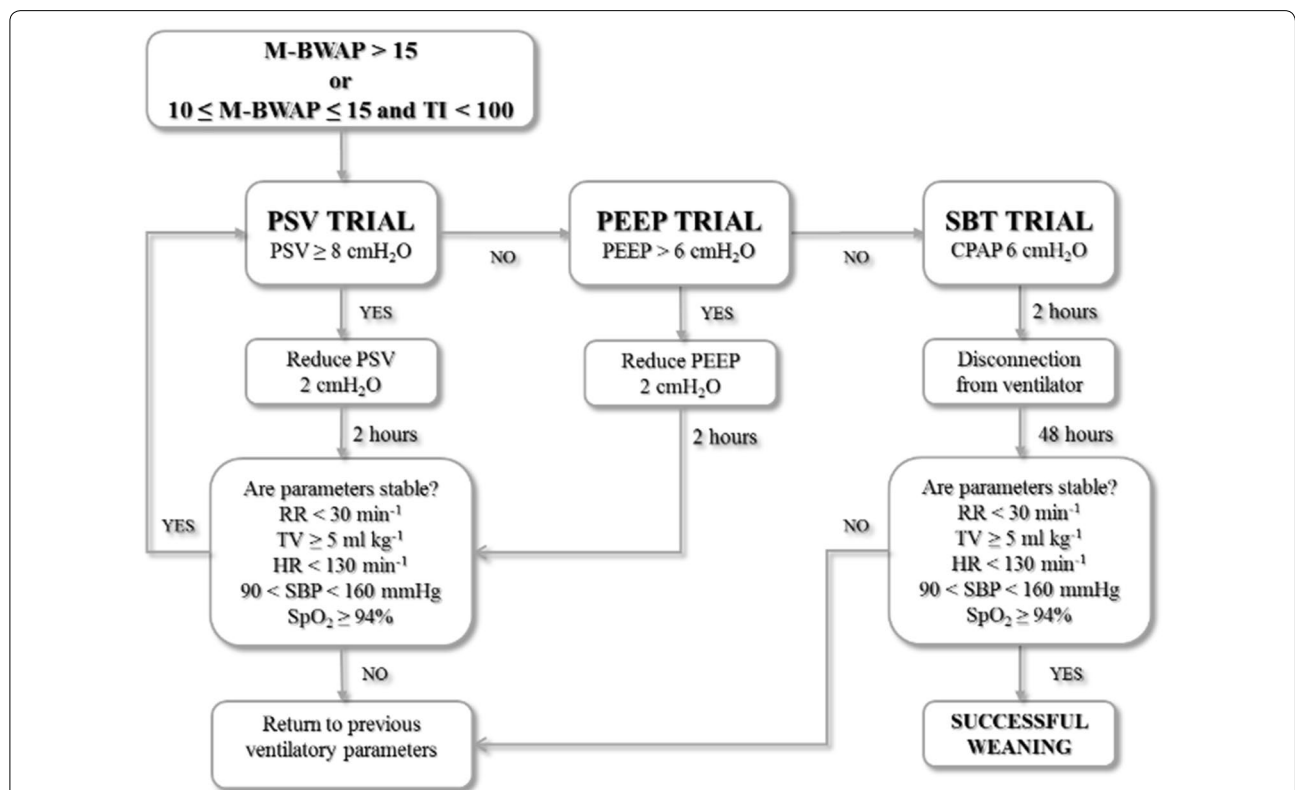 M-BWAP > 15
or
10 ≤ M-BWAP ≤ 15 and TI < 100
PSV TRIAL
PSV ≥ 8 cmH₂O
NO
PEEP TRIAL
PEEP > 6 cmH₂O
NO
SBT TRIAL
CPAP 6 cmH₂O
YES
Reduce PSV
2 cmH₂O
2 hours
YES
Reduce PEEP
2 cmH₂O
2 hours
2 hours
Disconnection
from ventilator
48 hours
YES
Are parameters stable?
RR < 30 min⁻¹
TV ≥ 5 ml kg⁻¹
HR < 130 min⁻¹
90 < SBP < 160 mmHg
SpO₂ ≥ 94%
NO
Return to previous
ventilatory parameters
NO
Are parameters stable?
RR < 30 min⁻¹
TV ≥ 5 ml kg⁻¹
HR < 130 min⁻¹
90 < SBP < 160 mmHg
SpO₂ ≥ 94%
YES
SUCCESSFUL
WEANING